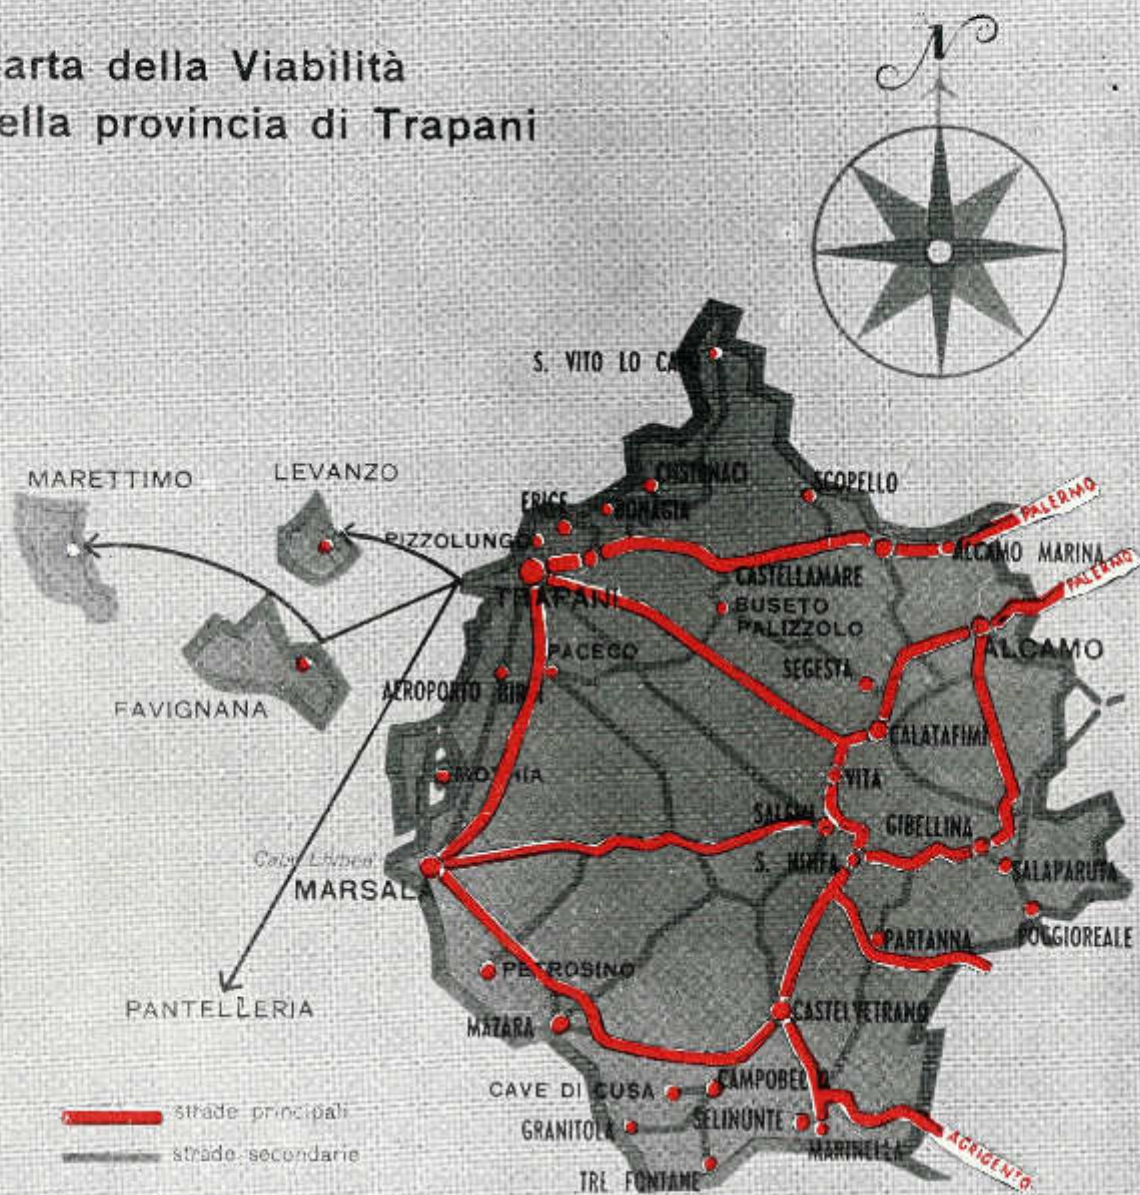 arta della Viabilità
ella provincia di Trapani
N
S. VITO LO CA
MARETTIMO
LEVANZO
CUSTONACI
SCOPELLO
ERICE
BONAGIA
PALERMO
PIZZOLUNGO
ALCAMO MARINA
CASTELLAMARE
PALERMO
TRAPANI
BUSETO
PALIZZOLO
PACECO
ALCAMO
SEGESTA
AEROPORTO BIRGI
FAVIGNANA
CALATAFIMI
MOTHIA
VITA
SALEMI
GIBELLINA
S. NINFA
SALAPARUTA
MARSALA
POGGIOREALE
PARTANNA
PETROSINO
PANTELLERIA
CASTELVETRANO
MAZARA
CAVE DI CUSA
CAMPOBELLO
strade principali
GRANITOLA
SELINUNTE
MARINELLA
AGRIGENTO
strade secondarie
TRE FONTANE